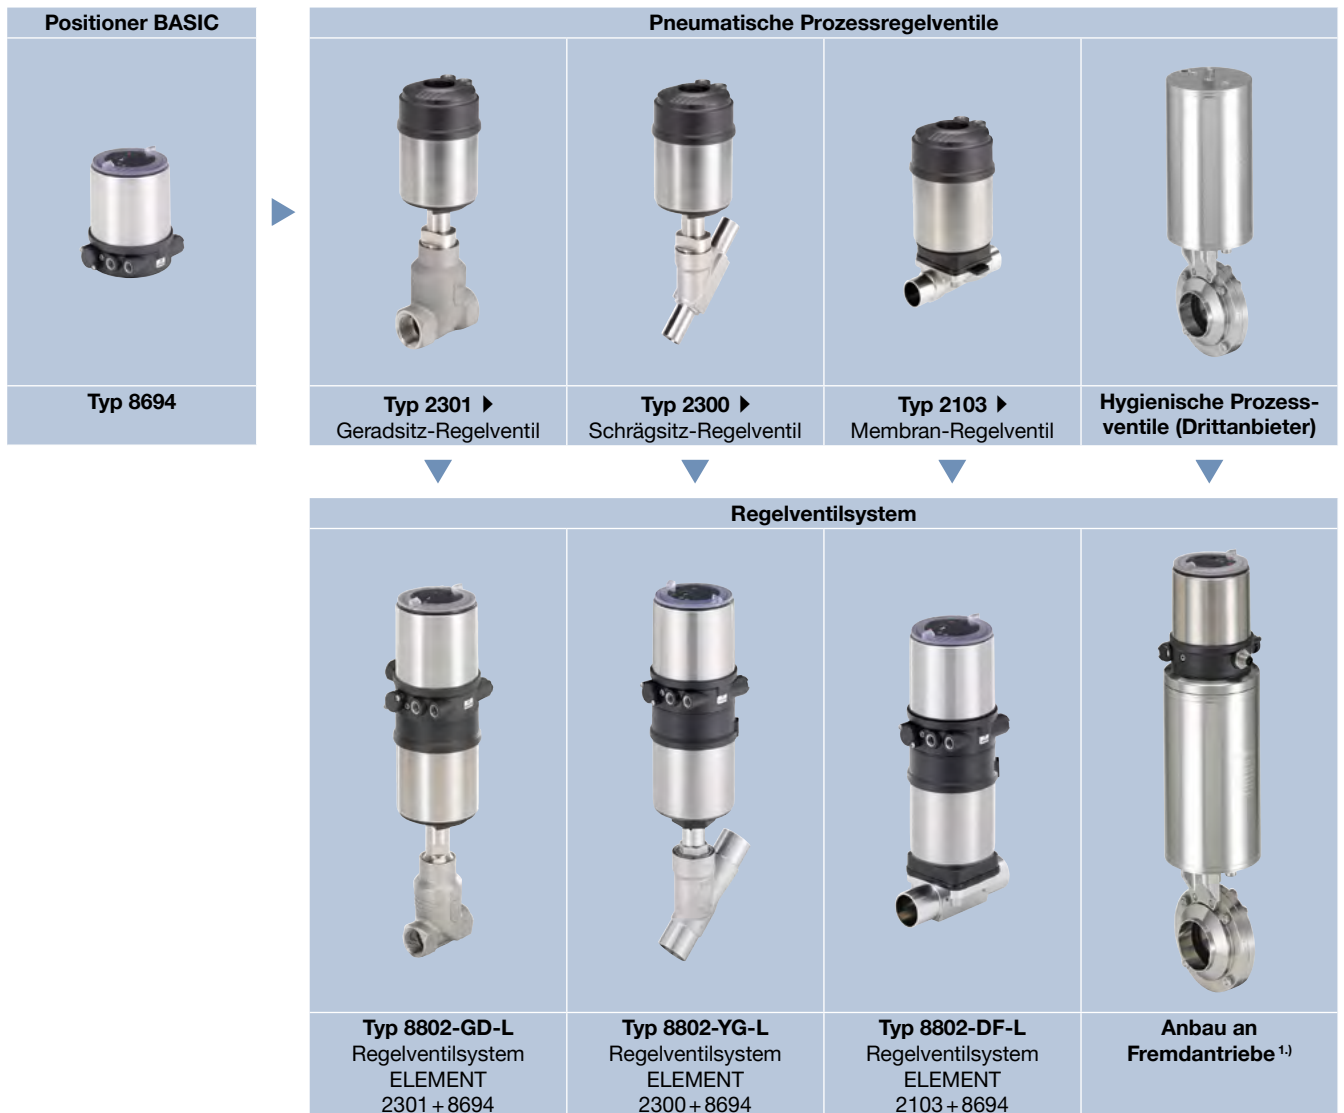 Positioner BASIC
Pneumatische Prozessregelventile
Typ 8694
Typ 2301
Geradsitz-Regelventil
Typ 2300
Schrägsitz-Regelventil
Typ 2103
Membran-Regelventil
Hygienische Prozess-
ventile (Drittanbieter)
Regelventilsystem
Typ 8802-GD-L
Regelventilsystem
ELEMENT
2301 + 8694
Typ 8802-YG-L
Regelventilsystem
ELEMENT
2300 + 8694
Typ 8802-DF-L
Regelventilsystem
ELEMENT
2103 + 8694
Anbau an
Fremdantriebe 1.)